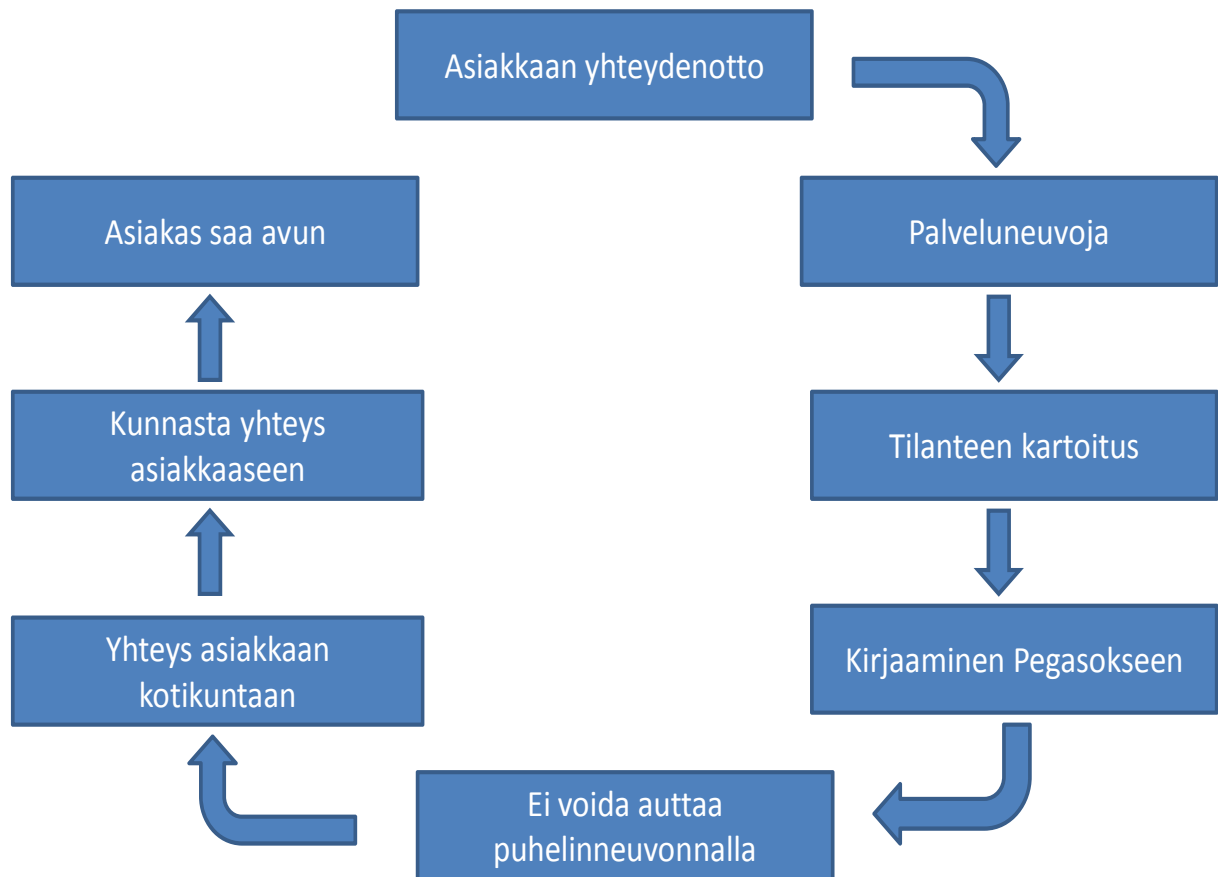 Asiakkaan yhteydenotto
Palveluneuvoja
Tilanteen kartoitus
Kirjaaminen Pegasokseen
Ei voida auttaa
puhelinneuvonnalla
Yhteys asiakkaan
kotikuntaan
Kunnasta yhteys
asiakkaaseen
Asiakas saa avun